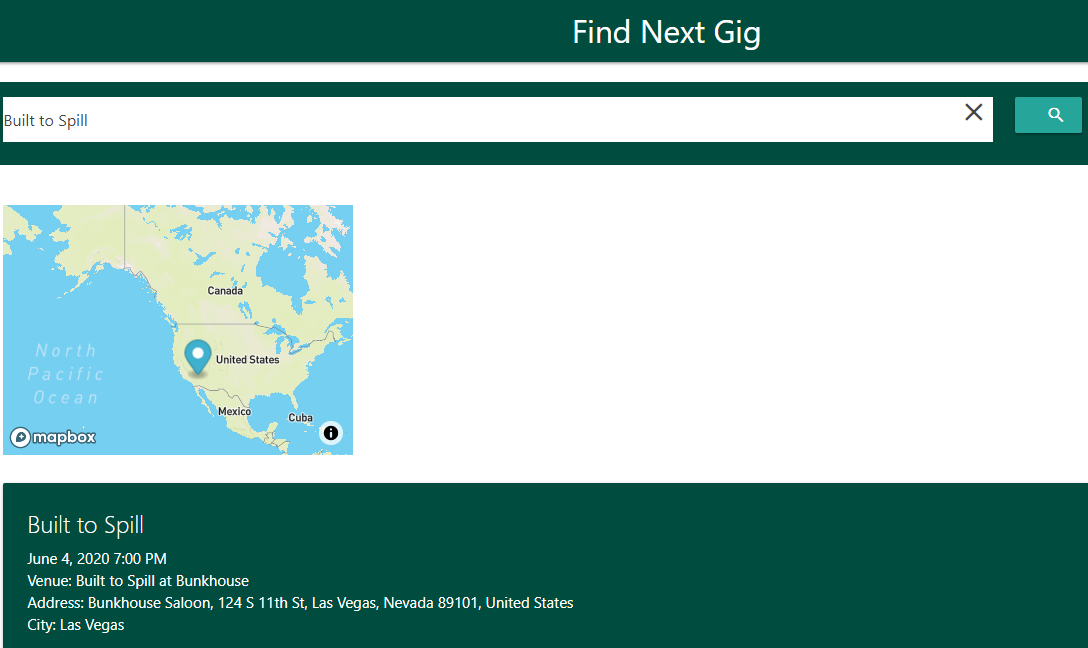 Find Next Gig
Built to Spill
Canada
North
Pacific
Ocean
United States
Mexico
Cuba
mapbox
Built to Spill
June 4, 2020 7:00 PM
Venue: Built to Spill at Bunkhouse
Address: Bunkhouse Saloon, 124 S 11th St, Las Vegas, Nevada 89101, United States
City: Las Vegas